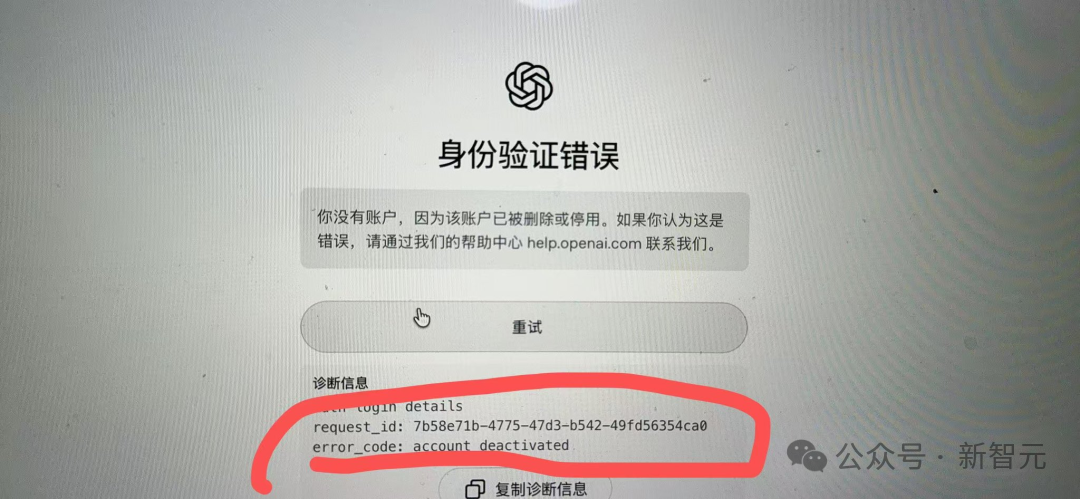 身份验证错误
你没有账户，因为该账户已被删除或停用。如果你认为这是
错误，请通过我们的帮助中心 help.openai.com 联系我们。
重试
诊断信息
login details
request_id: 7b58e71b-4775-47d3-b542-49fd56354ca0
error_code: account_deactivated
复制诊断信息
公众号 · 新智元